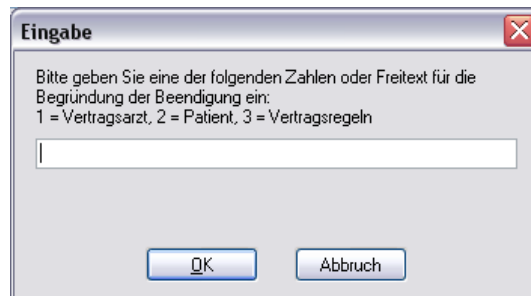 Eingabe
Bitte geben Sie eine der folgenden Zahlen oder Freitext für die
Begründung der Beendigung ein:
1 = Vertragsarzt, 2 = Patient, 3 = Vertragsregeln
OK
Abbruch